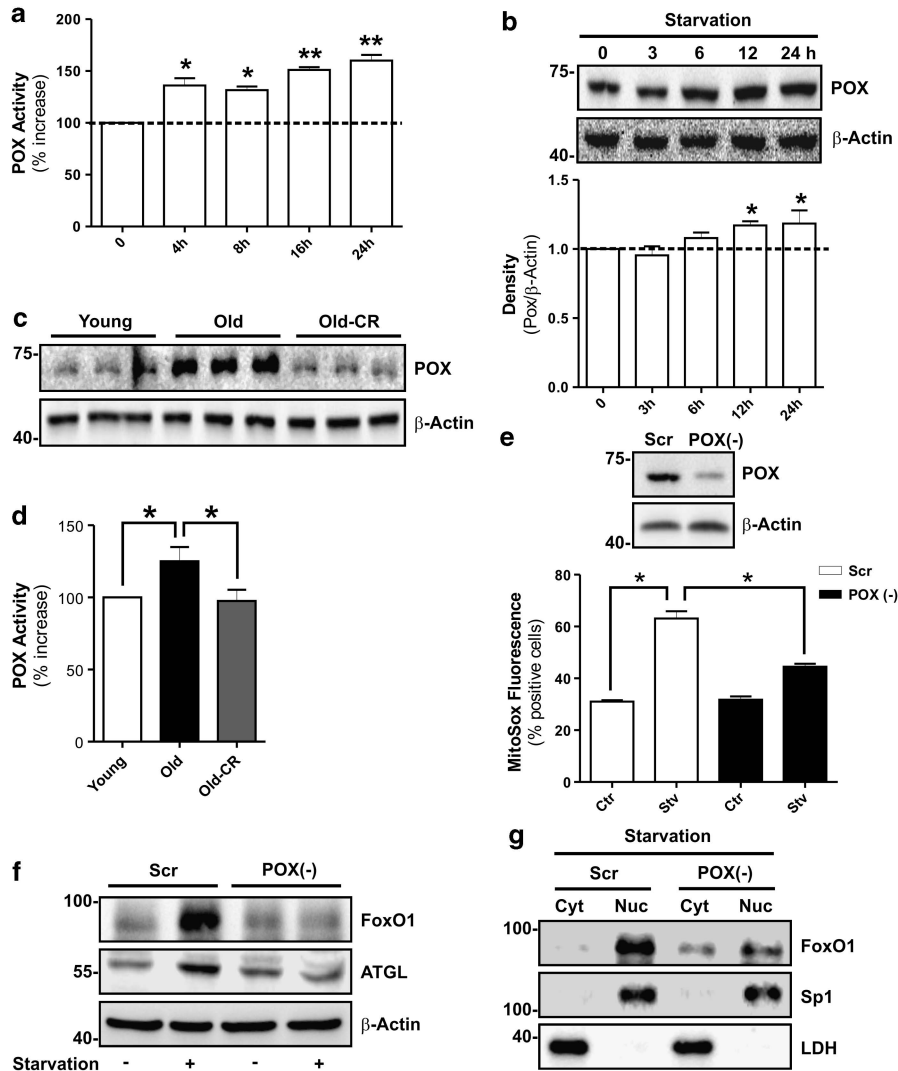 a
POX Activity
(% increase)
200
150
100
50
0
*
*
**
**
0
4h
8h
16h
24h
b
Starvation
0 3 6 12 24 h
75-
POX
40-
β-Actin
Density
(Pox/β-Actin)
1.5
1.0
0.5
0.0
*
*
0
3h
6h
12h
24h
c
Young Old Old-CR
75-
POX
40-
β-Actin
d
POX Activity
(% increase)
150
100
50
0
*
*
Young
Old
Old-CR
e
Scr POX(-)
75-
POX
40-
β-Actin
MitoSox Fluorescence
(% positive cells)
80
60
40
20
0
*
*
Scr
POX (-)
Ctr
Stv
Ctr
Stv
f
Scr POX(-)
100-
FoxO1
55-
ATGL
40-
β-Actin
Starvation - + - +
g
Starvation
Scr POX(-)
Cyt Nuc Cyt Nuc
100-
FoxO1
100-
Sp1
40-
LDH